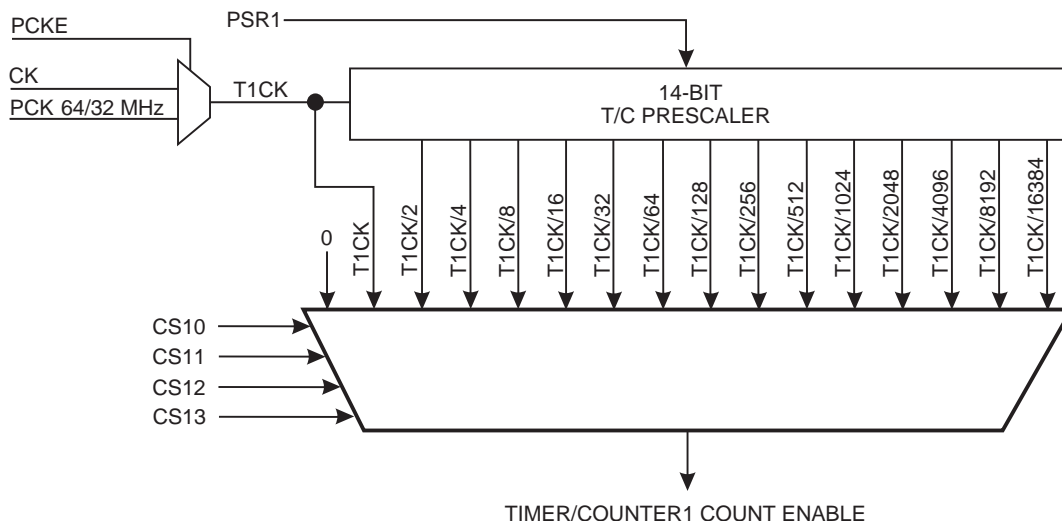 PCKE
PSR1
CK
PCK 64/32 MHz
T1CK
14-BIT
T/C PRESCALER
0
T1CK
T1CK/2
T1CK/4
T1CK/8
T1CK/16
T1CK/32
T1CK/64
T1CK/128
T1CK/256
T1CK/512
T1CK/1024
T1CK/2048
T1CK/4096
T1CK/8192
T1CK/16384
CS10
CS11
CS12
CS13
TIMER/COUNTER1 COUNT ENABLE